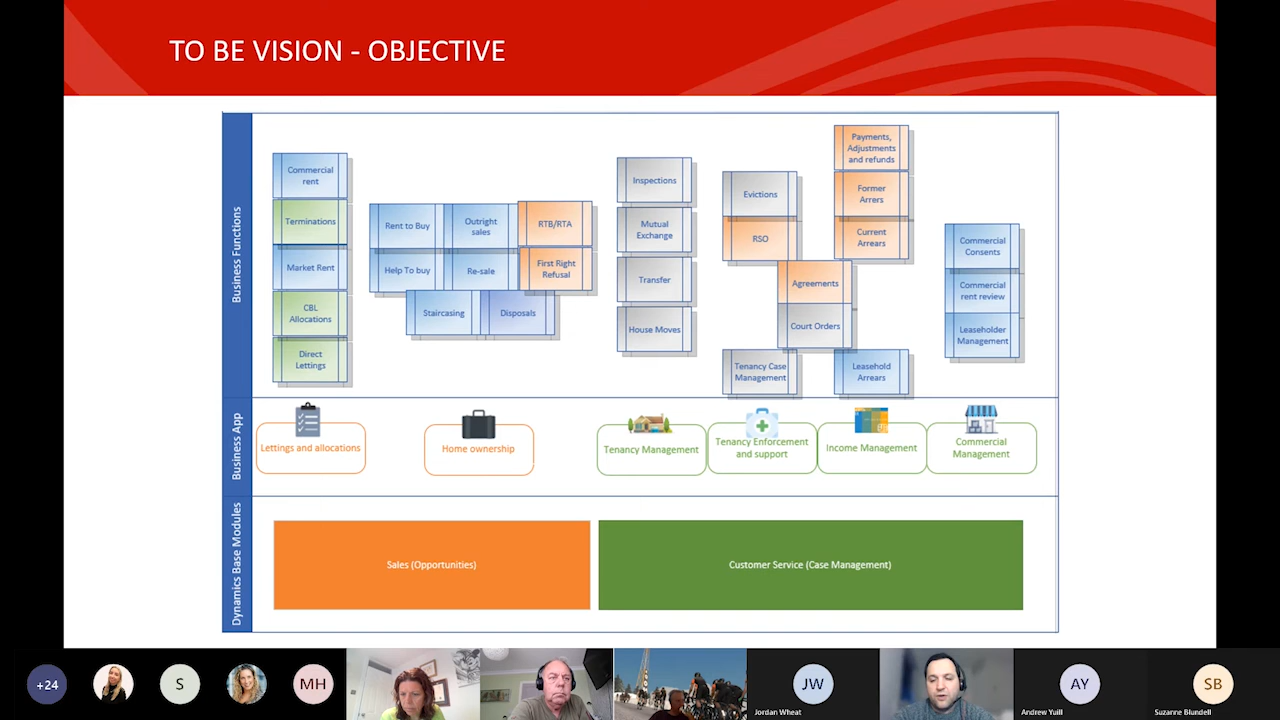 TO BE VISION - OBJECTIVE
Business Functions
Commercial
rent
Terminations
Market Rent
CBL
Allocations
Direct
Lettings
Rent to Buy
Outright
sales
RTB/RTA
Help To buy
Re-sale
First Right
Refusal
Staircasing
Disposals
Inspections
Mutual
Exchange
Transfer
House Moves
Evictions
RSO
Agreements
Court Orders
Tenancy Case
Management
Payments,
Adjustments
and refunds
Former
Arrers
Current
Arrears
Leasehold
Arrears
Commercial
Consents
Commercial
rent review
Leaseholder
Management
Business App
Lettings and allocations
Home ownership
Tenancy Management
Tenancy Enforcement
and support
Income Management
Commercial
Management
Dynamics Base Modules
Sales (Opportunities)
Customer Service (Case Management)
+24
S
MH
JW
Jordan Wheat
AY
Andrew Yuill
SB
Suzanne Blundell